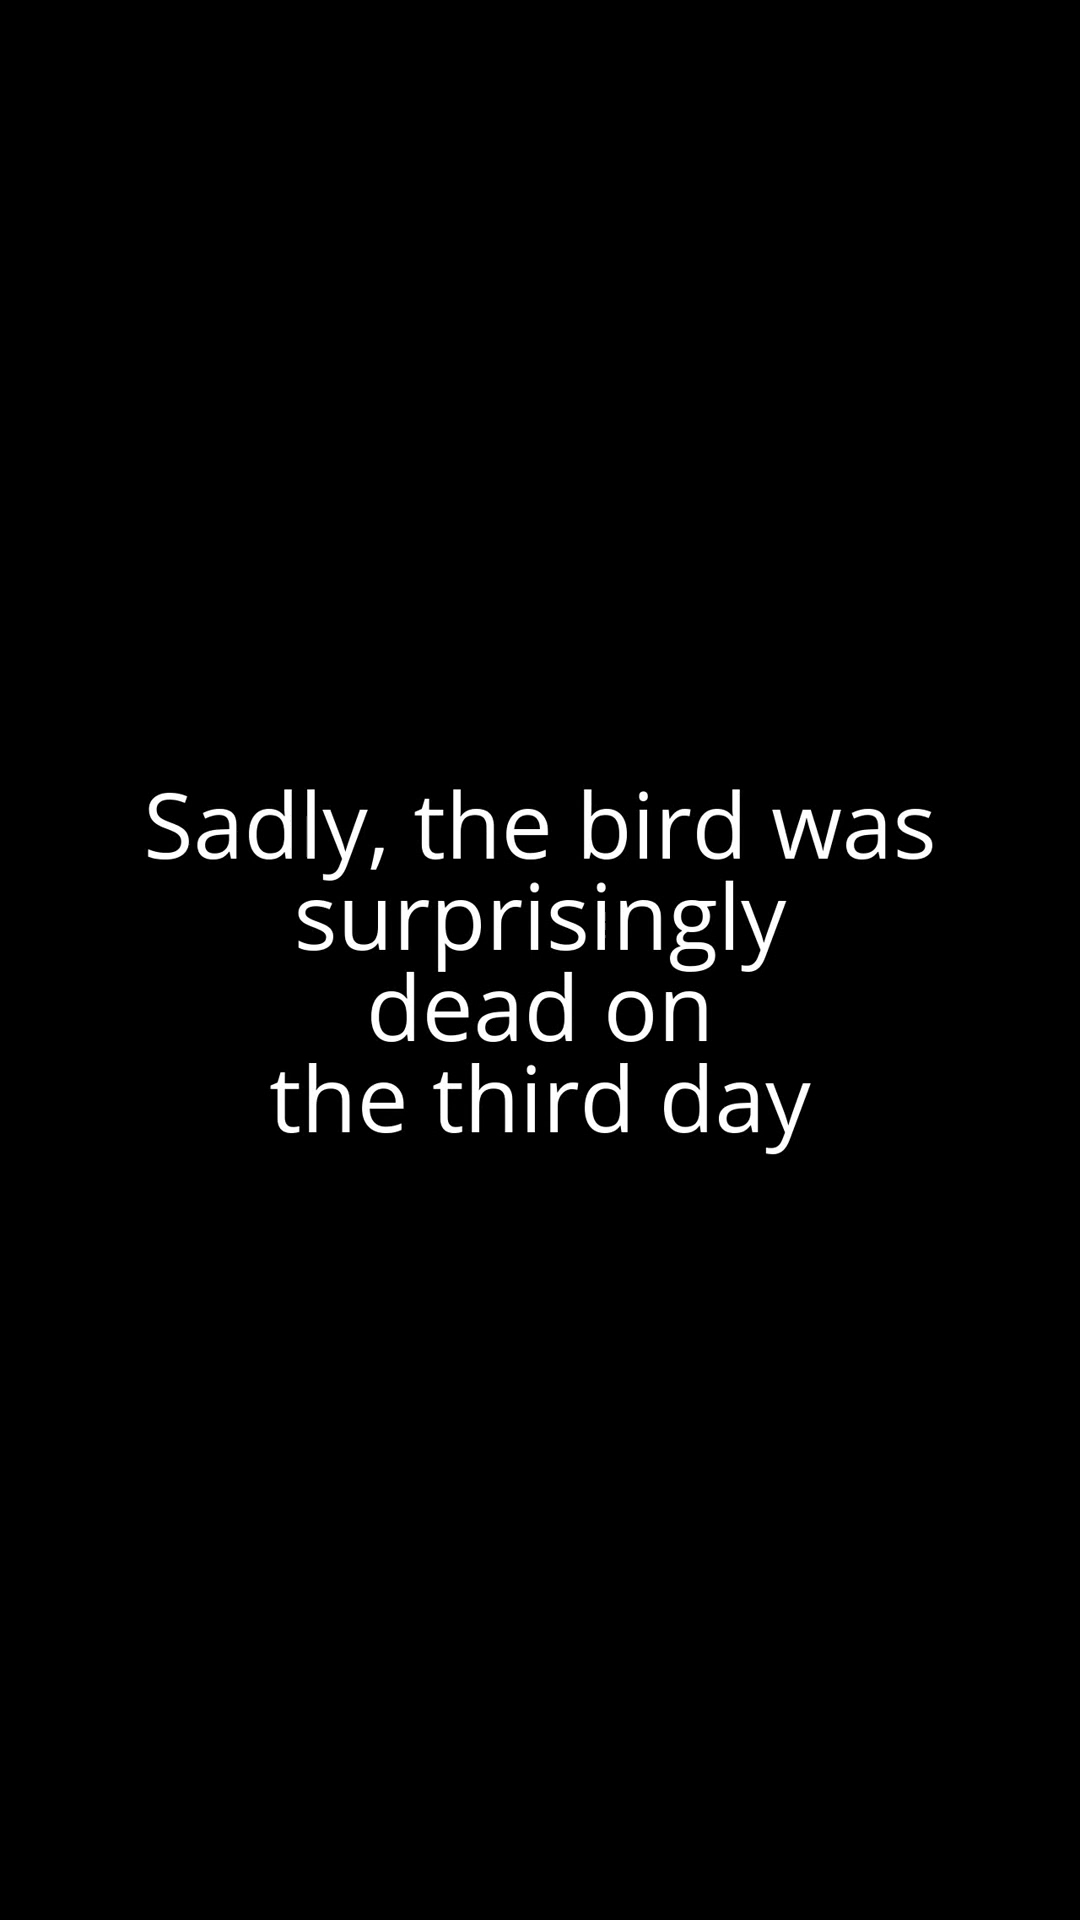 Sadly, the bird was
surprisingly
dead on
the third day